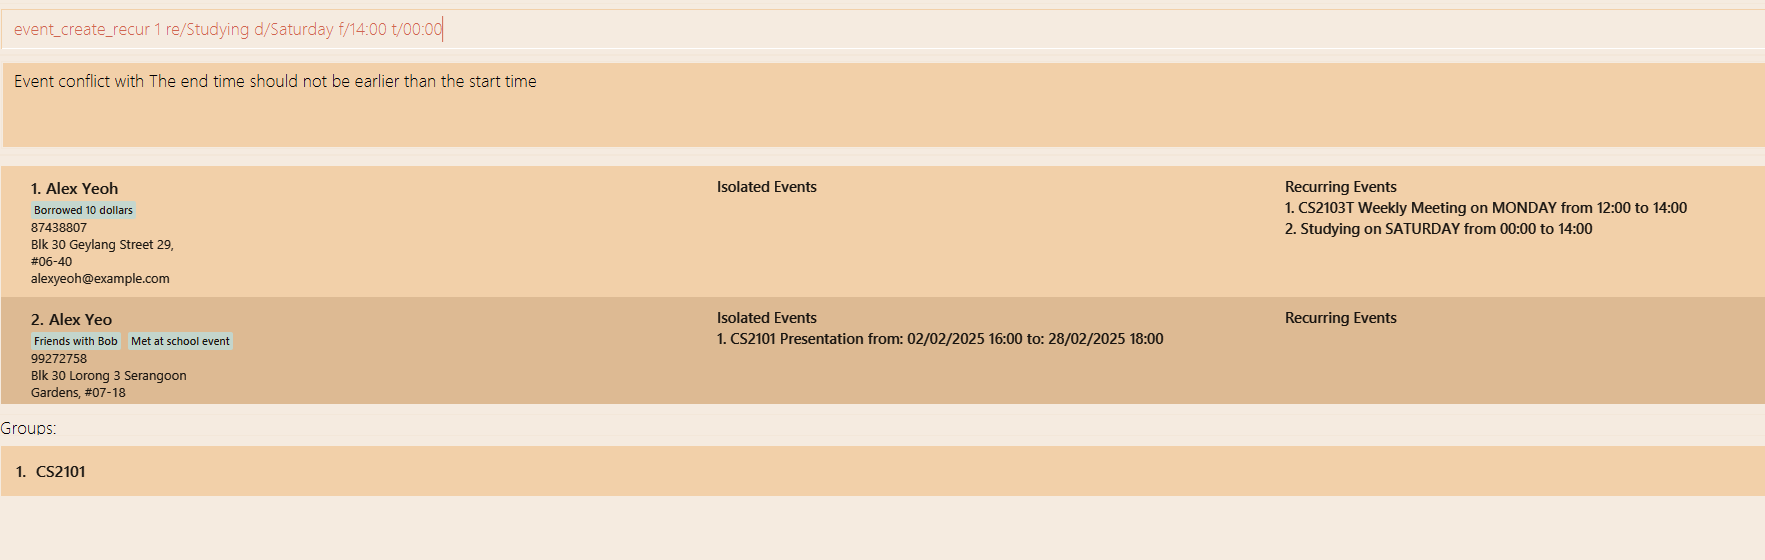 event_create_recur 1 re/Studying d/Saturday f/14:00 t/00:00
Event conflict with The end time should not be earlier than the start time
1. Alex Yeoh
Borrowed 10 dollars
87438807
Blk 30 Geylang Street 29,
#06-40
alexyeoh@example.com
Isolated Events
Recurring Events
1. CS2103T Weekly Meeting on MONDAY from 12:00 to 14:00
2. Studying on SATURDAY from 00:00 to 14:00
2. Alex Yeo
Friends with Bob Met at school event
99272758
Blk 30 Lorong 3 Serangoon
Gardens, #07-18
Isolated Events
1. CS2101 Presentation from: 02/02/2025 16:00 to: 28/02/2025 18:00
Recurring Events
Groups:
1. CS2101